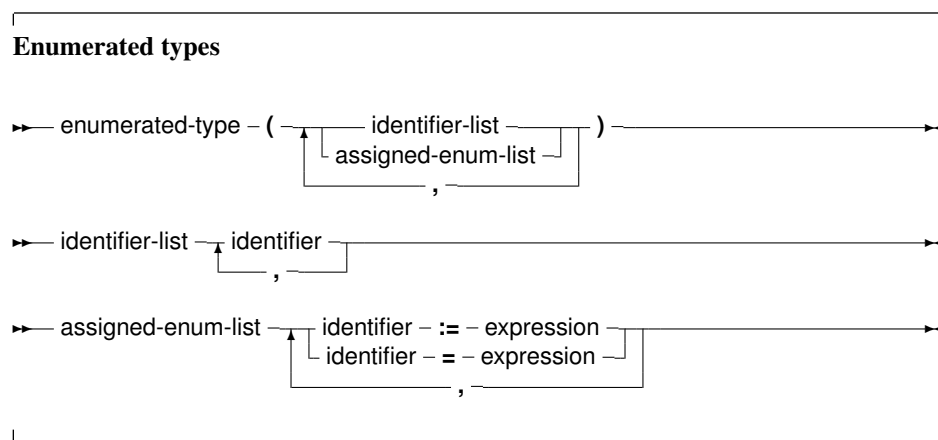 Enumerated types
enumerated-type ( identifier-list )
assigned-enum-list
,
identifier-list identifier
,
assigned-enum-list identifier := expression
identifier = expression
,